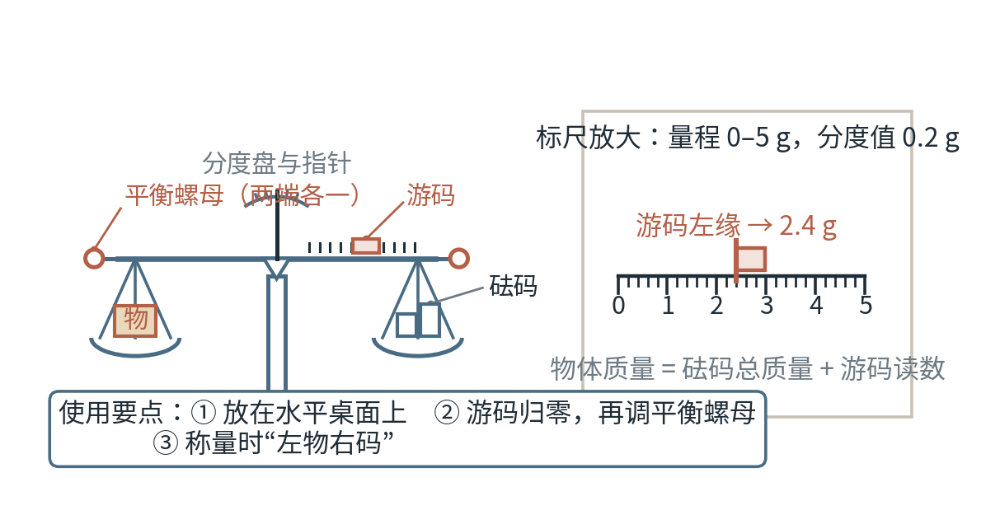 分度盘与指针
平衡螺母（两端各一）
游码
砝码
物
标尺放大：量程 0–5 g，分度值 0.2 g
游码左缘 → 2.4 g
0 1 2 3 4 5
物体质量 = 砝码总质量 + 游码读数
使用要点：① 放在水平桌面上 ② 游码归零，再调平衡螺母
③ 称量时“左物右码”